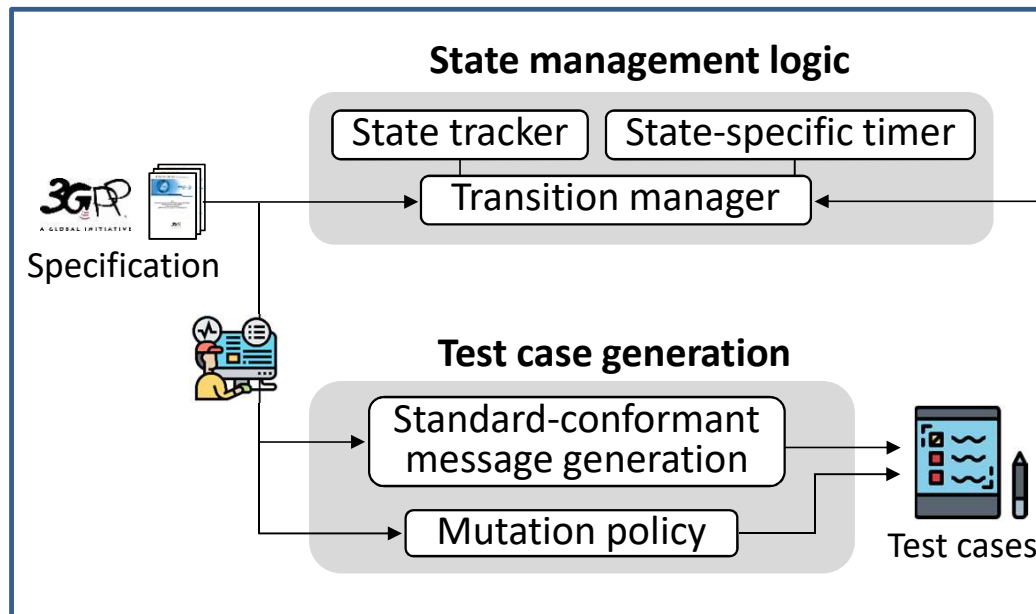 State management logic
State tracker
State-specific timer
Transition manager
3GPP
A GLOBAL INITIATIVE
Specification
Test case generation
Standard-conformant
message generation
Mutation policy
Test cases